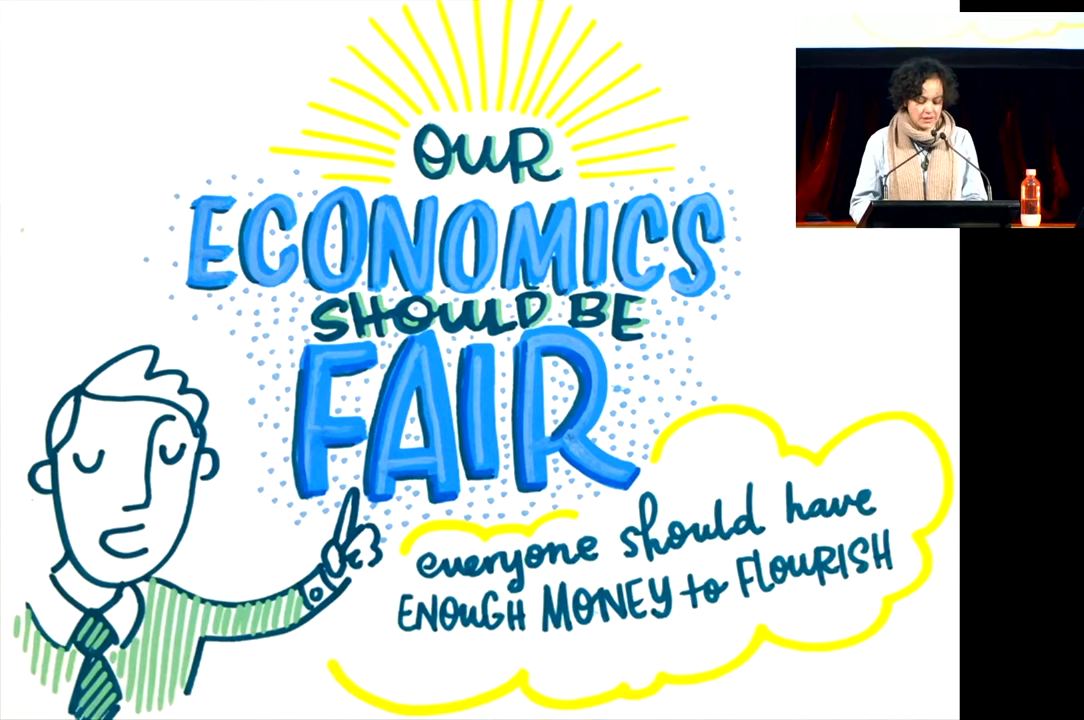 OUR
ECONOMICS
SHOULD BE
FAIR
everyone should have
ENOUGH MONEY to FLOURISH